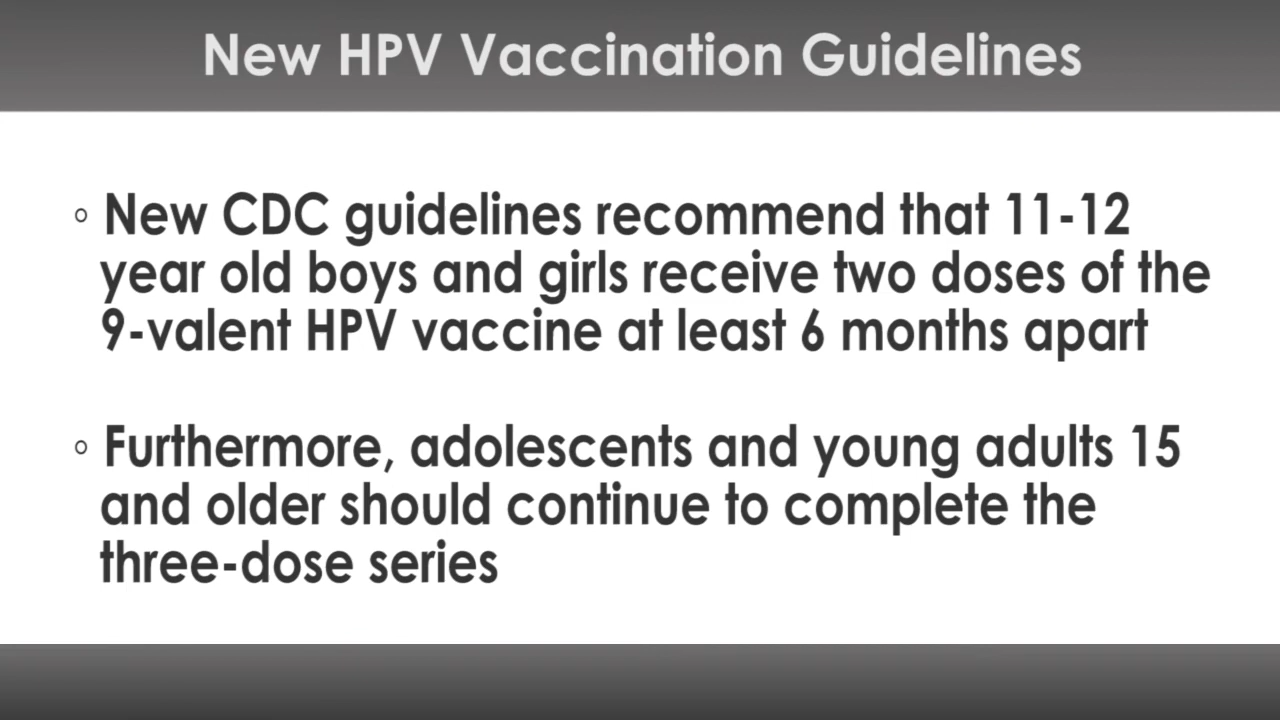 New HPV Vaccination Guidelines
◦ New CDC guidelines recommend that 11-12
year old boys and girls receive two doses of the
9-valent HPV vaccine at least 6 months apart
◦ Furthermore, adolescents and young adults 15
and older should continue to complete the
three-dose series